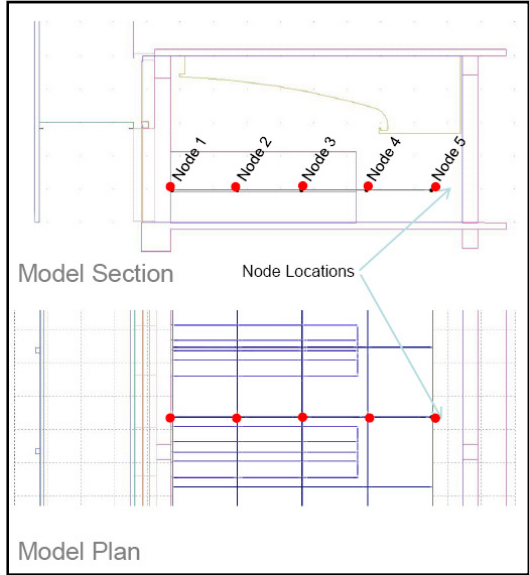 Node 1
Node 2
Node 3
Node 4
Node 5
Model Section
Node Locations
Model Plan